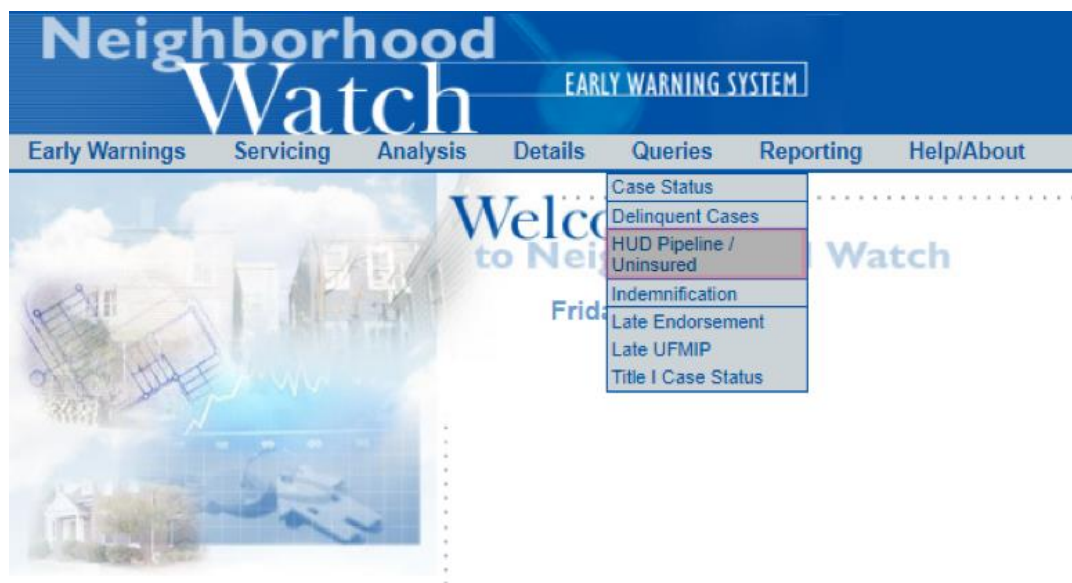 Neighborhood
Watch
EARLY WARNING SYSTEM
Early Warnings Servicing Analysis Details Queries Reporting Help/About
Case Status
Delinquent Cases
HUD Pipeline /
Uninsured
Indemnification
Late Endorsement
Late UFMIP
Title I Case Status
to Watch